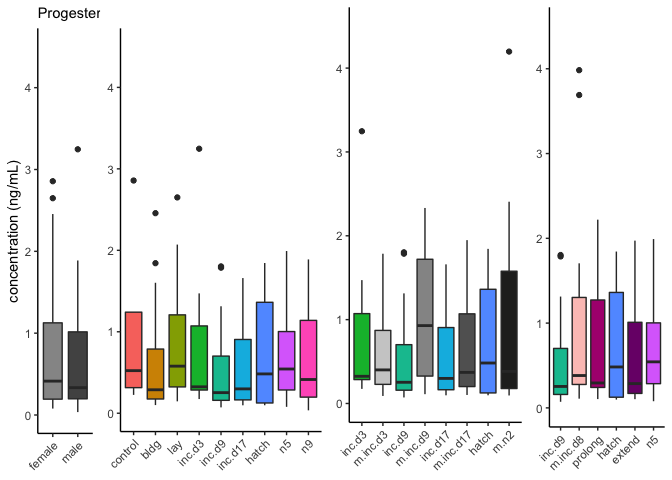 Progester
concentration (ng/mL)
4
3
2
1
0
female
male
4
3
2
1
0
control
bldg
lay
inc.d3
inc.d9
inc.d17
hatch
n5
n9
4
3
2
1
0
inc.d3
m.inc.d3
inc.d9
m.inc.d9
inc.d17
m.inc.d17
hatch
m.n2
4
3
2
1
0
inc.d9
m.inc.d8
prolong
hatch
extend
n5